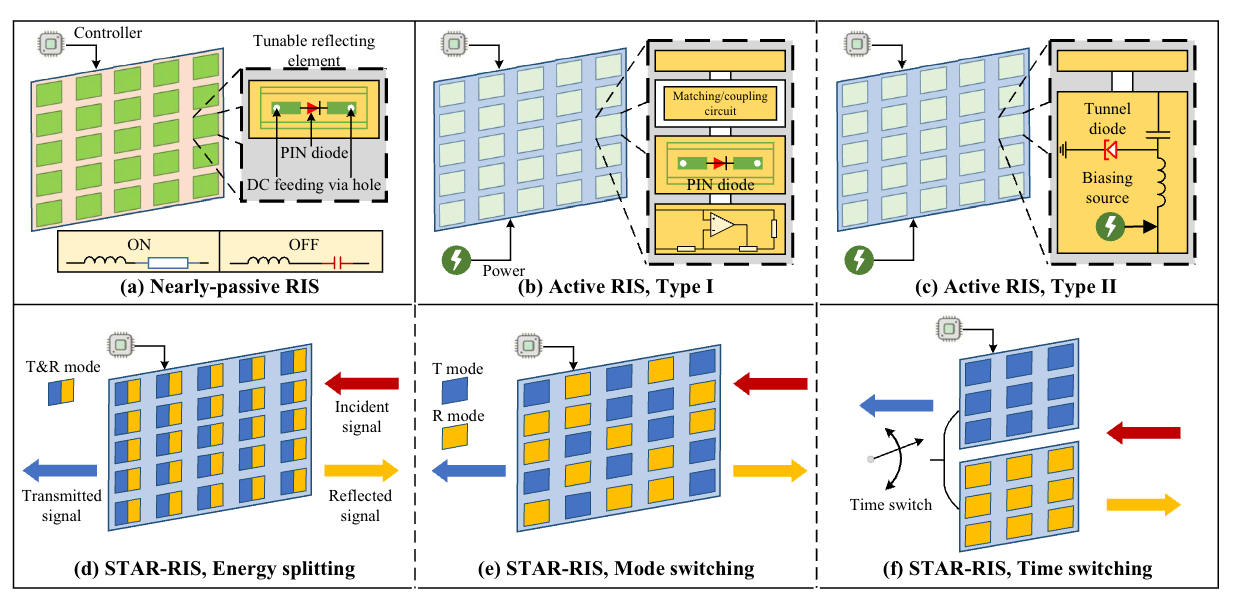 Controller
Tunable reflecting
element
PIN diode
DC feeding via hole
ON
OFF
(a) Nearly-passive RIS
Matching/coupling
circuit
PIN diode
Power
(b) Active RIS, Type I
Tunnel
diode
Biasing
source
(c) Active RIS, Type II
T&R mode
Incident
signal
Transmitted
signal
Reflected
signal
(d) STAR-RIS, Energy splitting
T mode
R mode
(e) STAR-RIS, Mode switching
Time switch
(f) STAR-RIS, Time switching